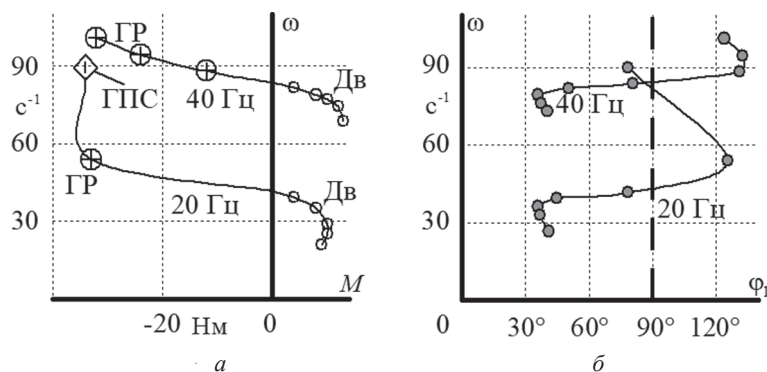 ω
ГР
Дв
90
с⁻¹
ГПС
40 Гц
60
ГР
Дв
20 Гц
30
М
-20 Нм 0
а
ω
90
с⁻¹
40 Гц
60
20 Гц
30
φ₁
0 30° 60° 90° 120°
б